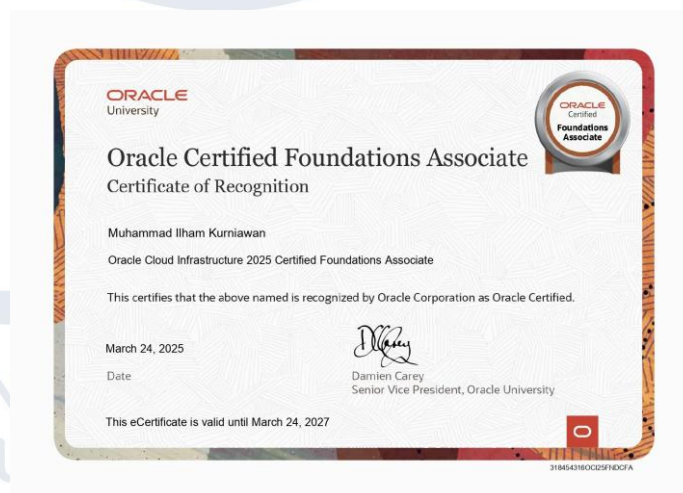 ORACLE
University
ORACLE
Certified
Foundations
Associate
Oracle Certified Foundations Associate
Certificate of Recognition
Muhammad Ilham Kurniawan
Oracle Cloud Infrastructure 2025 Certified Foundations Associate
This certifies that the above named is recognized by Oracle Corporation as Oracle Certified.
March 24, 2025
Date
Damien Carey
Senior Vice President, Oracle University
This eCertificate is valid until March 24, 2027
318454316OCI25FNDCFA